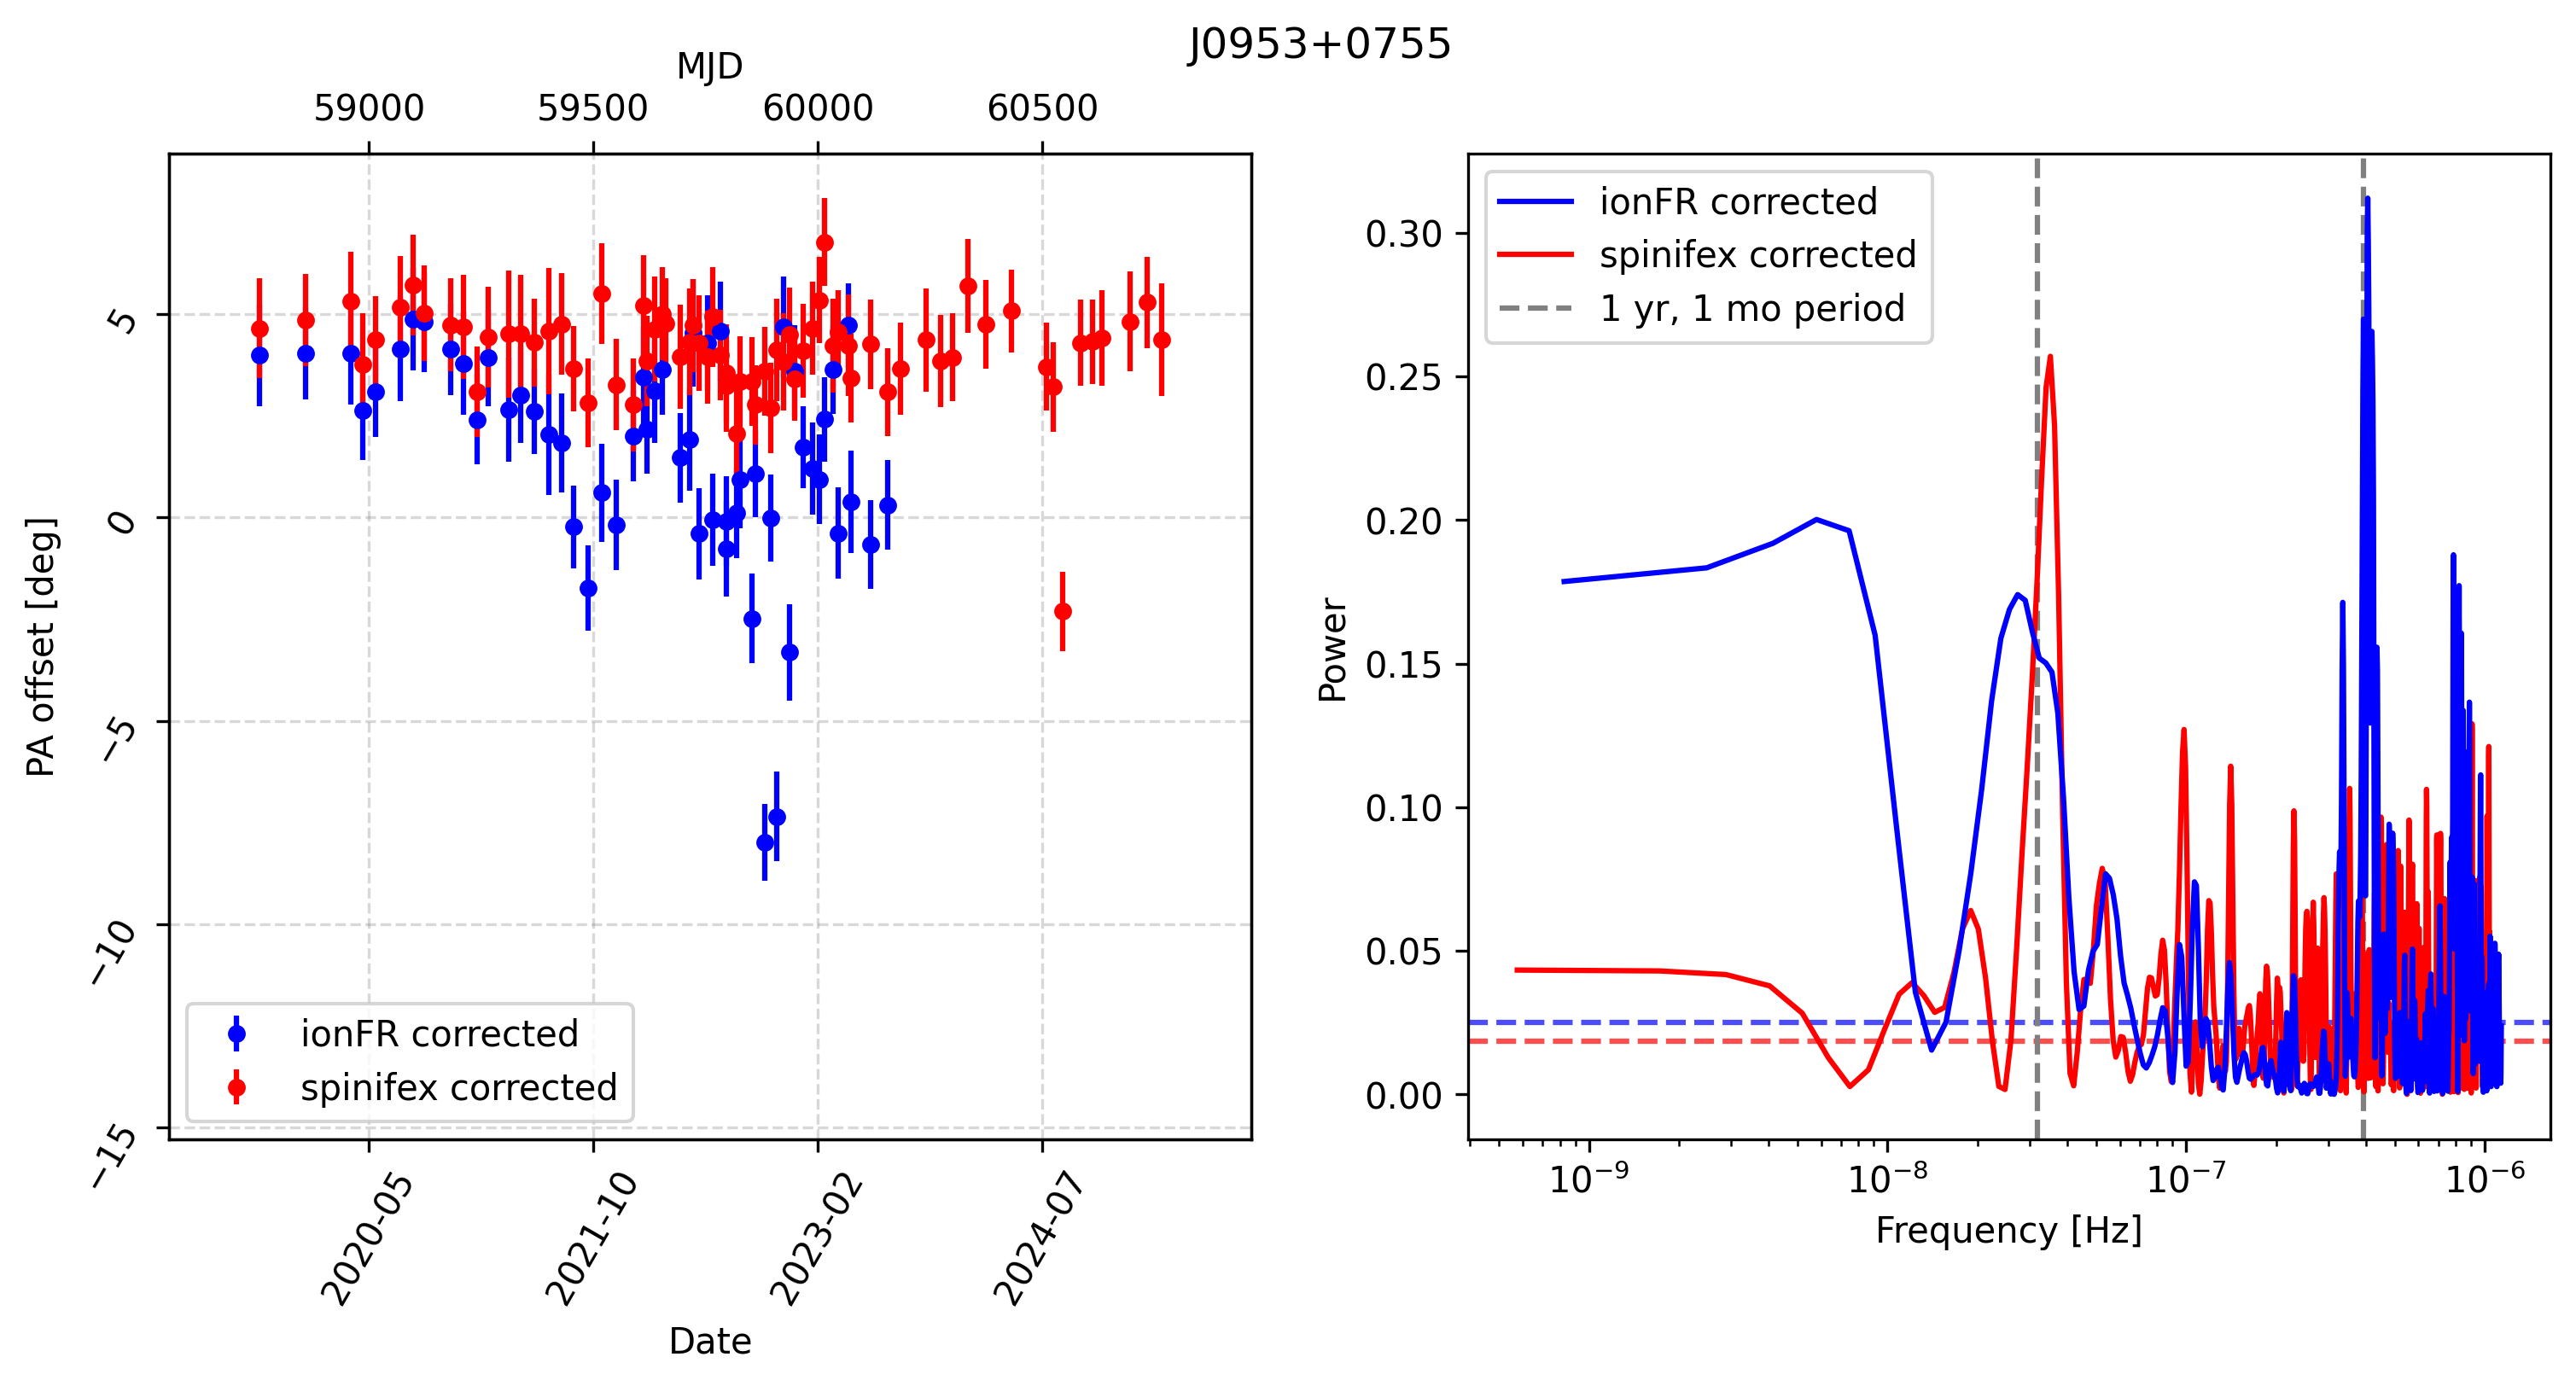 J0953+0755
MJD
59000 59500 60000 60500
PA offset [deg]
5
0
−5
−10
−15
ionFR corrected
spinifex corrected
2020-05 2021-10 2023-02 2024-07
Date
ionFR corrected
spinifex corrected
1 yr, 1 mo period
Power
0.30
0.25
0.20
0.15
0.10
0.05
0.00
10⁻⁹ 10⁻⁸ 10⁻⁷ 10⁻⁶
Frequency [Hz]